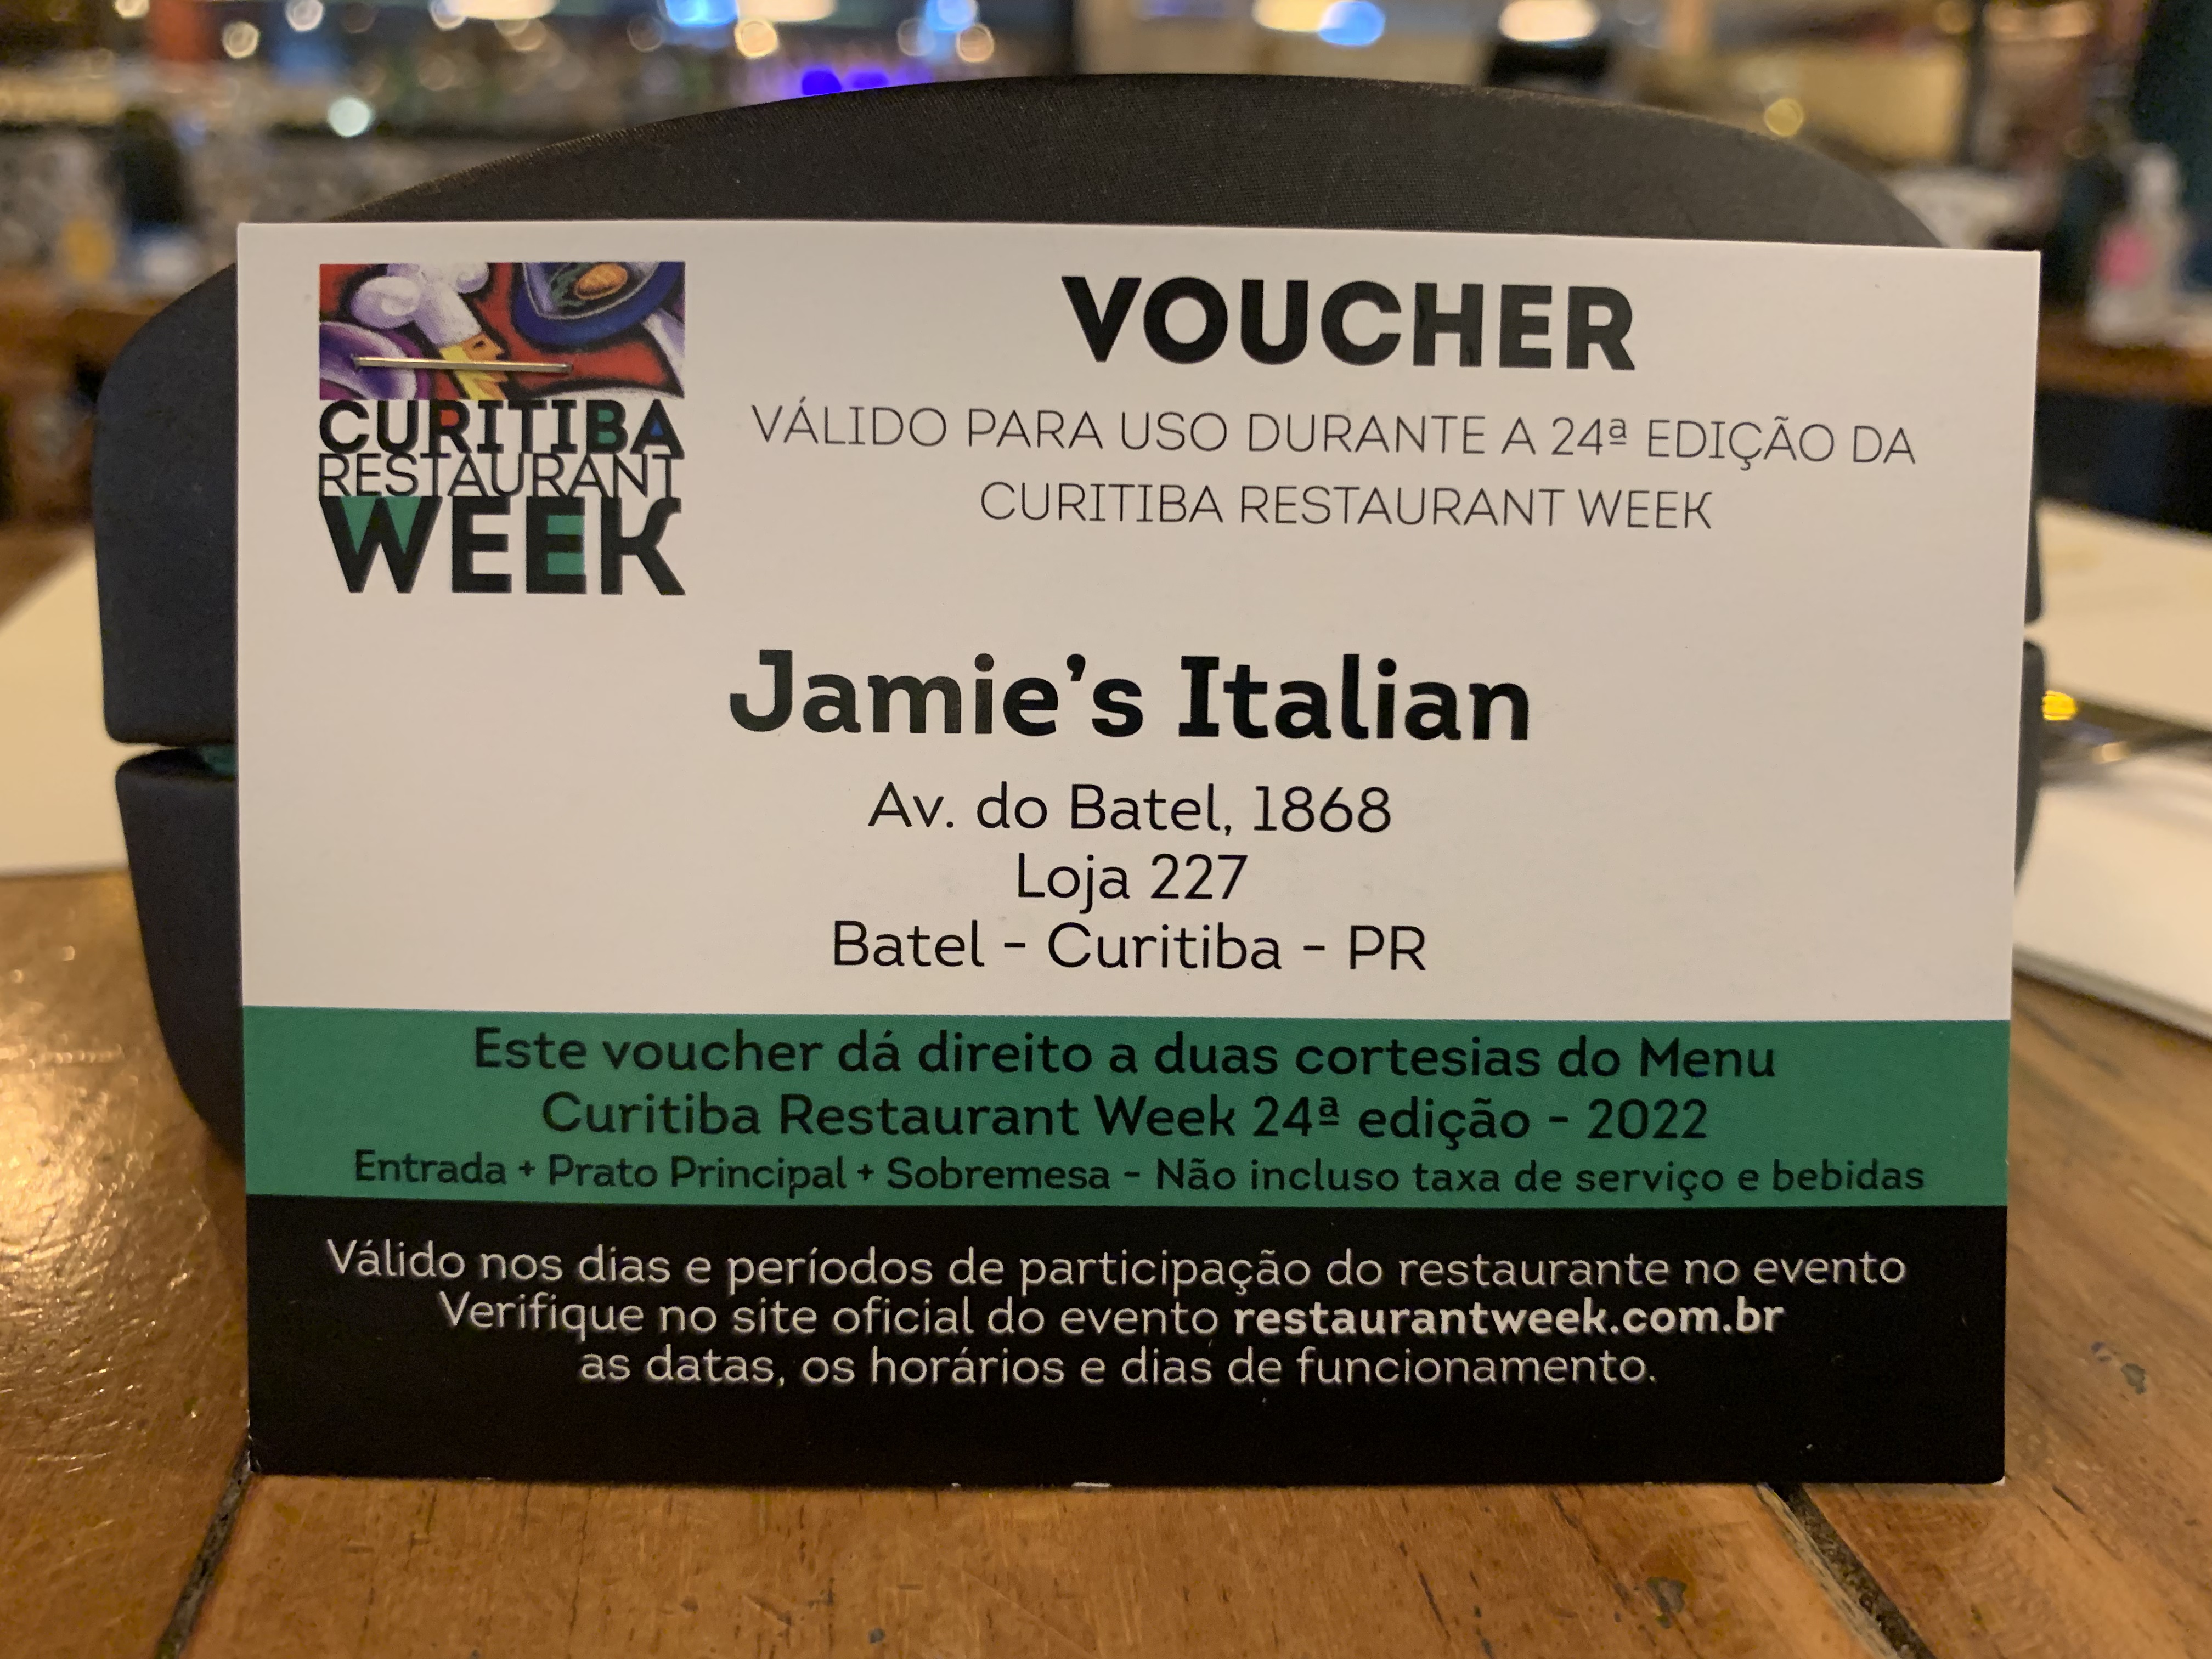 CURITIBA
RESTAURANT
WEEK
VOUCHER
VÁLIDO PARA USO DURANTE A 24ª EDIÇÃO DA
CURITIBA RESTAURANT WEEK
Jamie's Italian
Av. do Batel, 1868
Loja 227
Batel - Curitiba - PR
Este voucher dá direito a duas cortesias do Menu
Curitiba Restaurant Week 24ª edição - 2022
Entrada + Prato Principal + Sobremesa - Não incluso taxa de serviço e bebidas
Válido nos dias e períodos de participação do restaurante no evento
Verifique no site oficial do evento restaurantweek.com.br
as datas, os horários e dias de funcionamento.